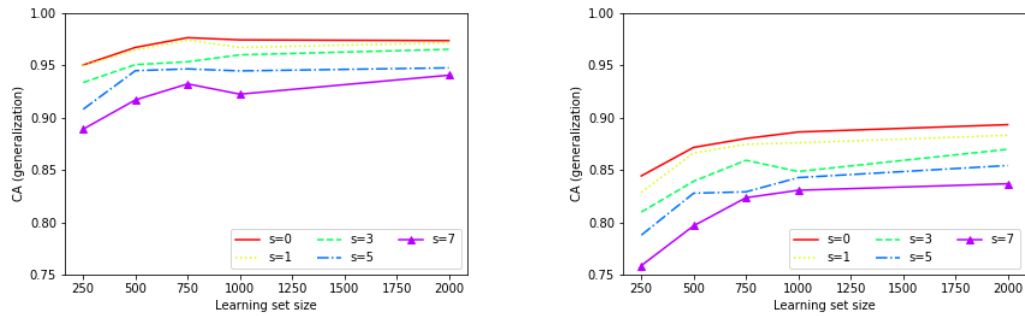 1.00
0.95
0.90
0.85
0.80
0.75
CA (generalization)
250 500 750 1000 1250 1500 1750 2000
Learning set size
s=0 s=3 s=7
s=1 s=5
1.00
0.95
0.90
0.85
0.80
0.75
CA (generalization)
250 500 750 1000 1250 1500 1750 2000
Learning set size
s=0 s=3 s=7
s=1 s=5